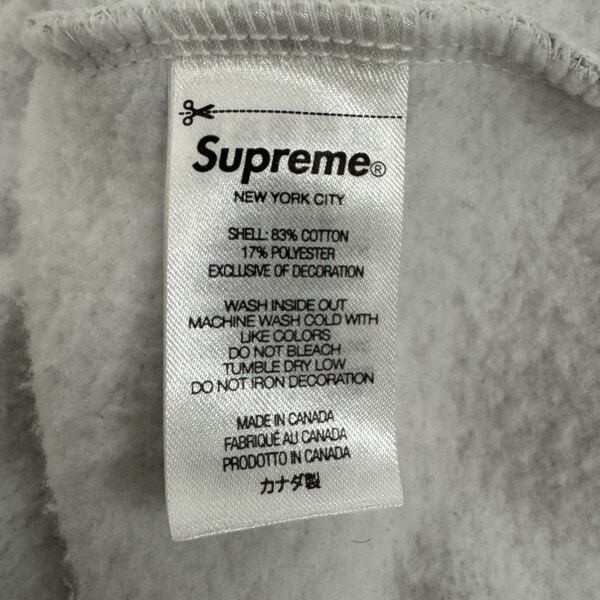 Supreme®
NEW YORK CITY
SHELL: 83% COTTON
17% POLYESTER
EXCLUSIVE OF DECORATION
WASH INSIDE OUT
MACHINE WASH COLD WITH
LIKE COLORS
DO NOT BLEACH
TUMBLE DRY LOW
DO NOT IRON DECORATION
MADE IN CANADA
FABRIQUÉ AU CANADA
PRODOTTO IN CANADA
カナダ製